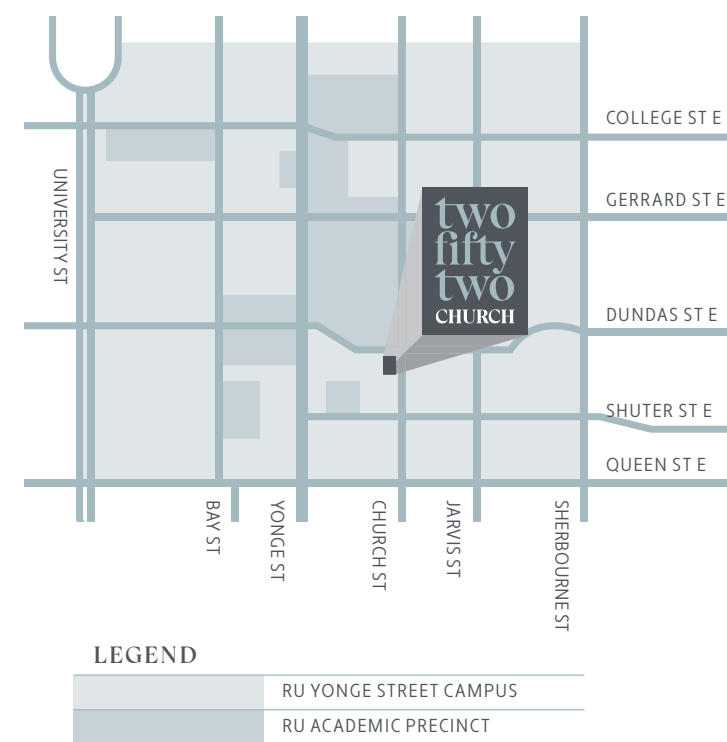 COLLEGE ST E
UNIVERSITY ST
GERRARD ST E
two
fifty
two
CHURCH
DUNDAS ST E
SHUTER ST E
QUEEN ST E
BAY ST
YONGE ST
CHURCH ST
JARVIS ST
SHERBOURNE ST
LEGEND
RU YONGE STREET CAMPUS
RU ACADEMIC PRECINCT